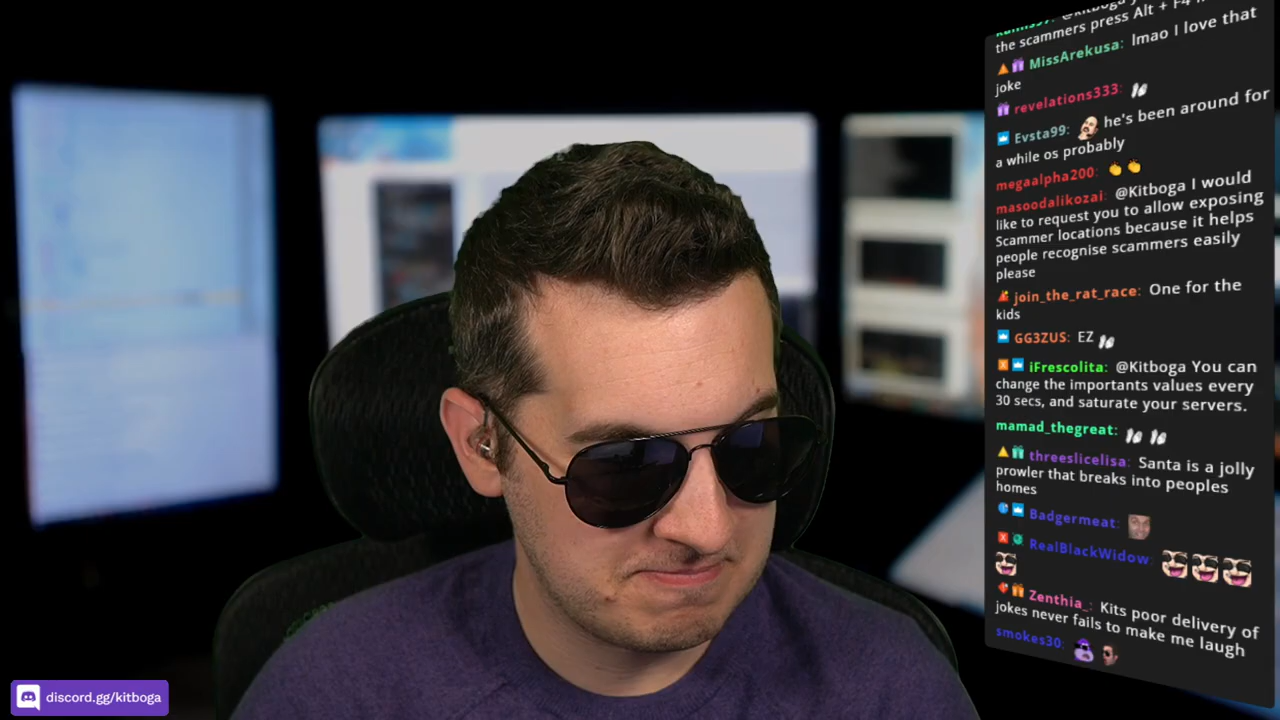 the scammers press Alt + F4
MissArekusa: lmao I love that
joke
revelations333:
Evsta99: he's been around for
a while os probably
megaalpha200:
masoodalikozai: @Kitboga I would
like to request you to allow exposing
Scammer locations because it helps
people recognise scammers easily
please
join_the_rat_race: One for the
kids
GG3ZUS: EZ
iFrescolita: @Kitboga You can
change the importants values every
30 secs, and saturate your servers.
mamad_thegreat:
threeslicelisa: Santa is a jolly
prowler that breaks into peoples
homes
Badgermeat:
RealBlackWidow:
Zenthia_: Kits poor delivery of
jokes never fails to make me laugh
smokes30:
discord.gg/kitboga